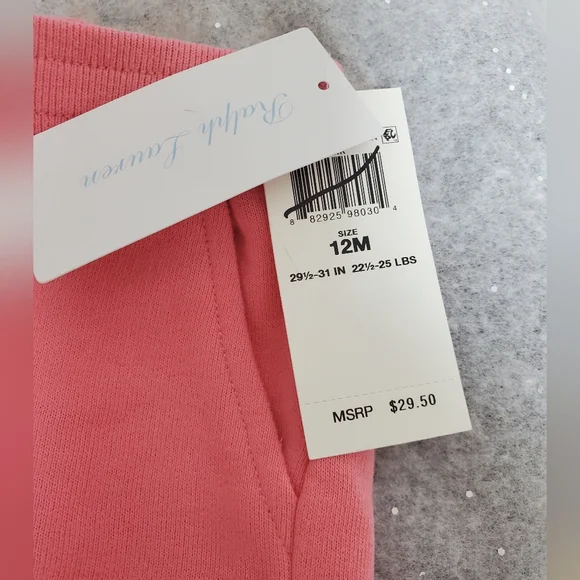 Ralph Lauren
8 82925 98030 4
SIZE
12M
29½-31 IN 22½-25 LBS
MSRP $29.50